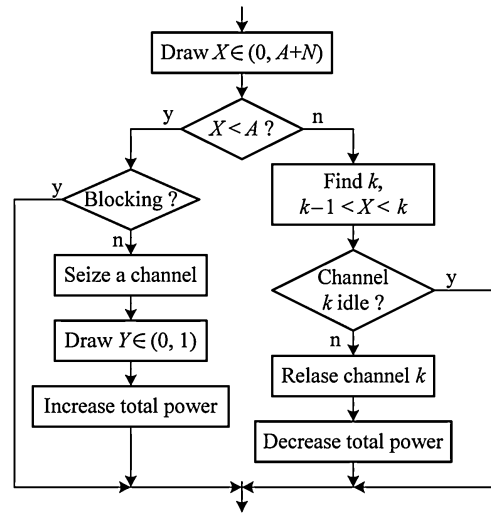 Draw X∈(0, A+N)
y
X<A ?
n
y
Blocking ?
n
Seize a channel
Draw Y∈(0, 1)
Increase total power
Find k,
k−1 <X< k
Channel
k idle ?
y
n
Relase channel k
Decrease total power